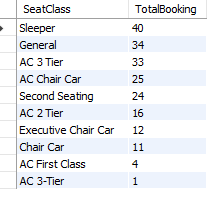 SeatClass TotalBooking
Sleeper 40
General 34
AC 3 Tier 33
AC Chair Car 25
Second Seating 24
AC 2 Tier 16
Executive Chair Car 12
Chair Car 11
AC First Class 4
AC 3-Tier 1